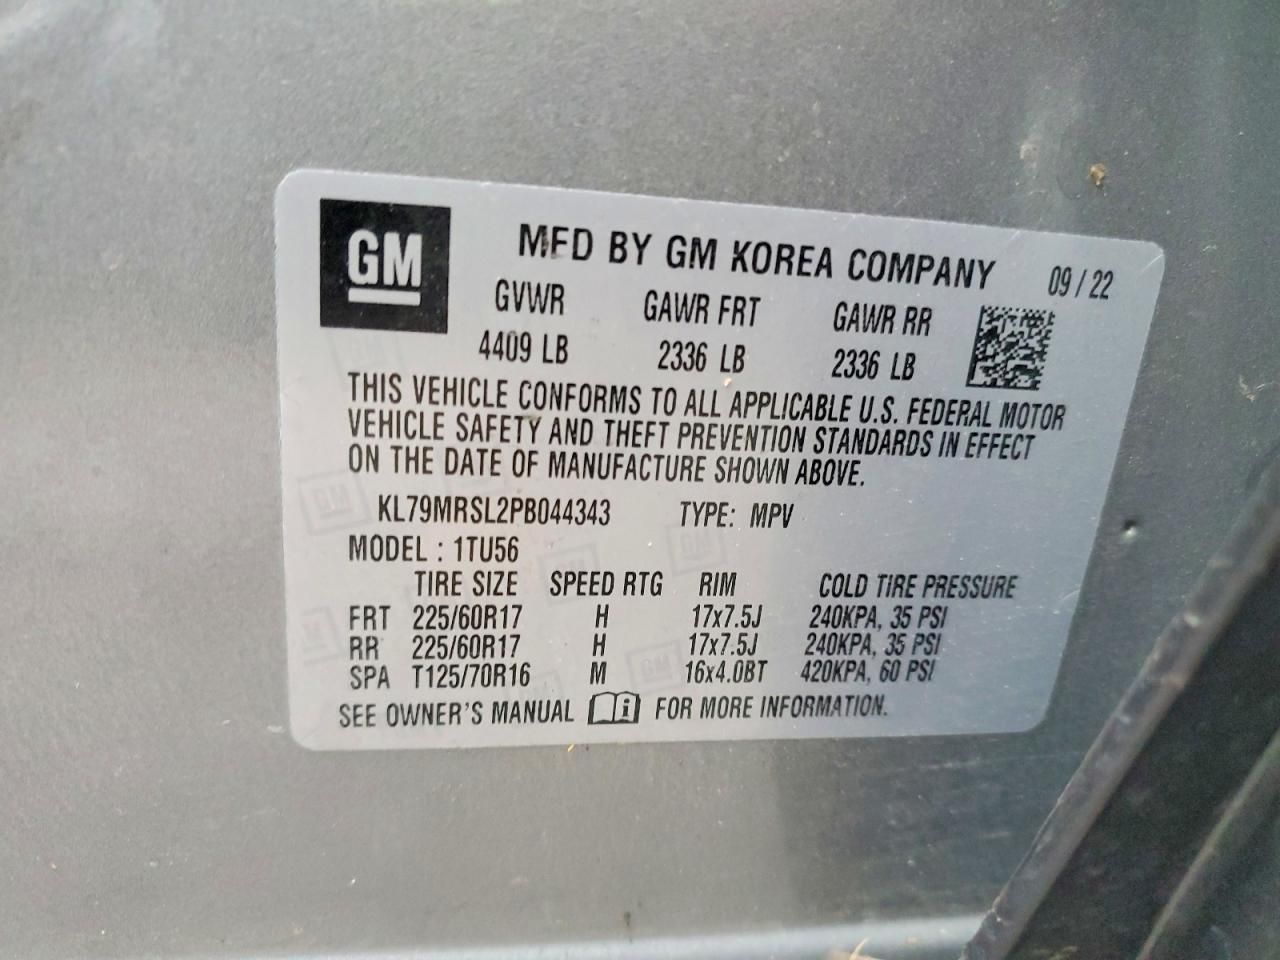 GM
MFD BY GM KOREA COMPANY 09/22
GVWR GAWR FRT GAWR RR
4409 LB 2336 LB 2336 LB
THIS VEHICLE CONFORMS TO ALL APPLICABLE U.S. FEDERAL MOTOR
VEHICLE SAFETY AND THEFT PREVENTION STANDARDS IN EFFECT
ON THE DATE OF MANUFACTURE SHOWN ABOVE.
KL79MRSL2PB044343 TYPE: MPV
MODEL : 1TU56
TIRE SIZE SPEED RTG RIM COLD TIRE PRESSURE
FRT 225/60R17 H 17x7.5J 240KPA, 35 PSI
RR 225/60R17 H 17x7.5J 240KPA, 35 PSI
SPA T125/70R16 M 16x4.0BT 420KPA, 60 PSI
SEE OWNER'S MANUAL i FOR MORE INFORMATION.